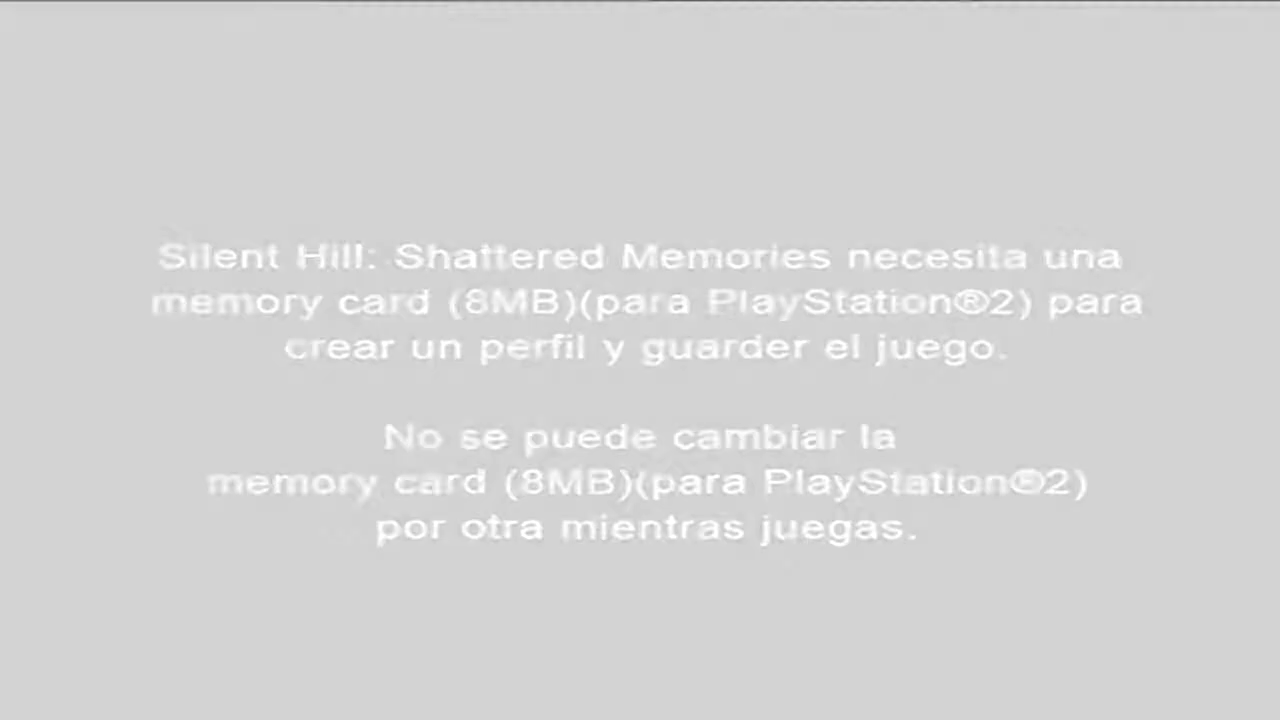 Silent Hill: Shattered Memories necesita una
memory card (8MB)(para PlayStation®2) para
crear un perfil y guarder el juego.
No se puede cambiar la
memory card (8MB)(para PlayStation®2)
por otra mientras juegas.